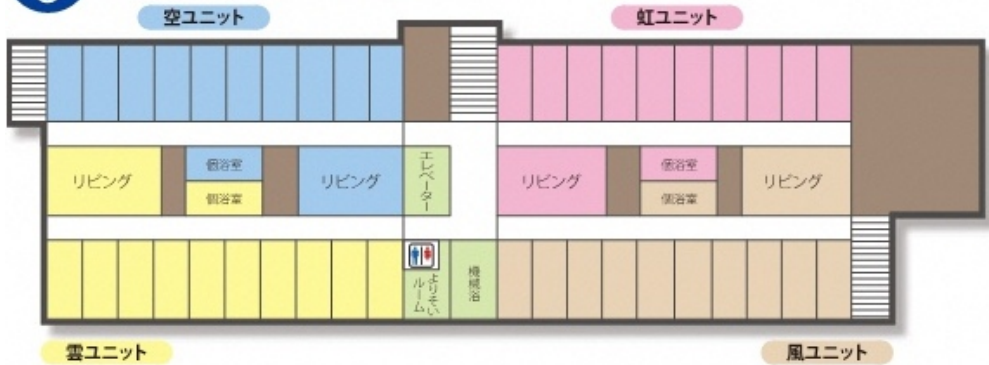 空ユニット
虹ユニット
リビング
個浴室
個浴室
リビング
エレベーター
リビング
個浴室
個浴室
リビング
よりそい
ルーム
機械浴
雲ユニット
風ユニット